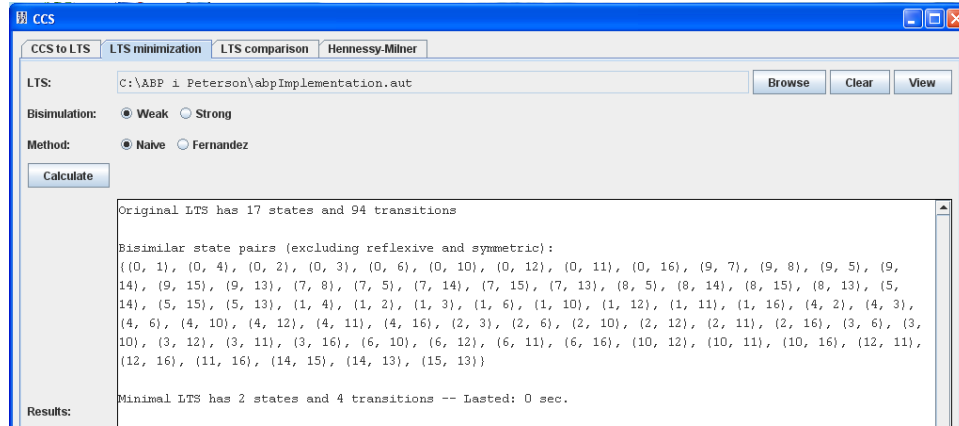 CCS
CCS to LTS LTS minimization LTS comparison Hennessy-Milner
LTS: C:\ABP i Peterson\abpImplementation.aut Browse Clear View
Bisimulation: Weak Strong
Method: Naive Fernandez
Calculate
Original LTS has 17 states and 94 transitions
Bisimilar state pairs (excluding reflexive and symmetric):
{(0, 1), (0, 4), (0, 2), (0, 3), (0, 6), (0, 10), (0, 12), (0, 11), (0, 16), (9, 7), (9, 8), (9, 5), (9,
14), (9, 15), (9, 13), (7, 8), (7, 5), (7, 14), (7, 15), (7, 13), (8, 5), (8, 14), (8, 15), (8, 13), (5,
14), (5, 15), (5, 13), (1, 4), (1, 2), (1, 3), (1, 6), (1, 10), (1, 12), (1, 11), (1, 16), (4, 2), (4, 3),
(4, 6), (4, 10), (4, 12), (4, 11), (4, 16), (2, 3), (2, 6), (2, 10), (2, 12), (2, 11), (2, 16), (3, 6), (3,
10), (3, 12), (3, 11), (3, 16), (6, 10), (6, 12), (6, 11), (6, 16), (10, 12), (10, 11), (10, 16), (12, 11),
(12, 16), (11, 16), (14, 15), (14, 13), (15, 13)}
Minimal LTS has 2 states and 4 transitions -- Lasted: 0 sec.
Results: